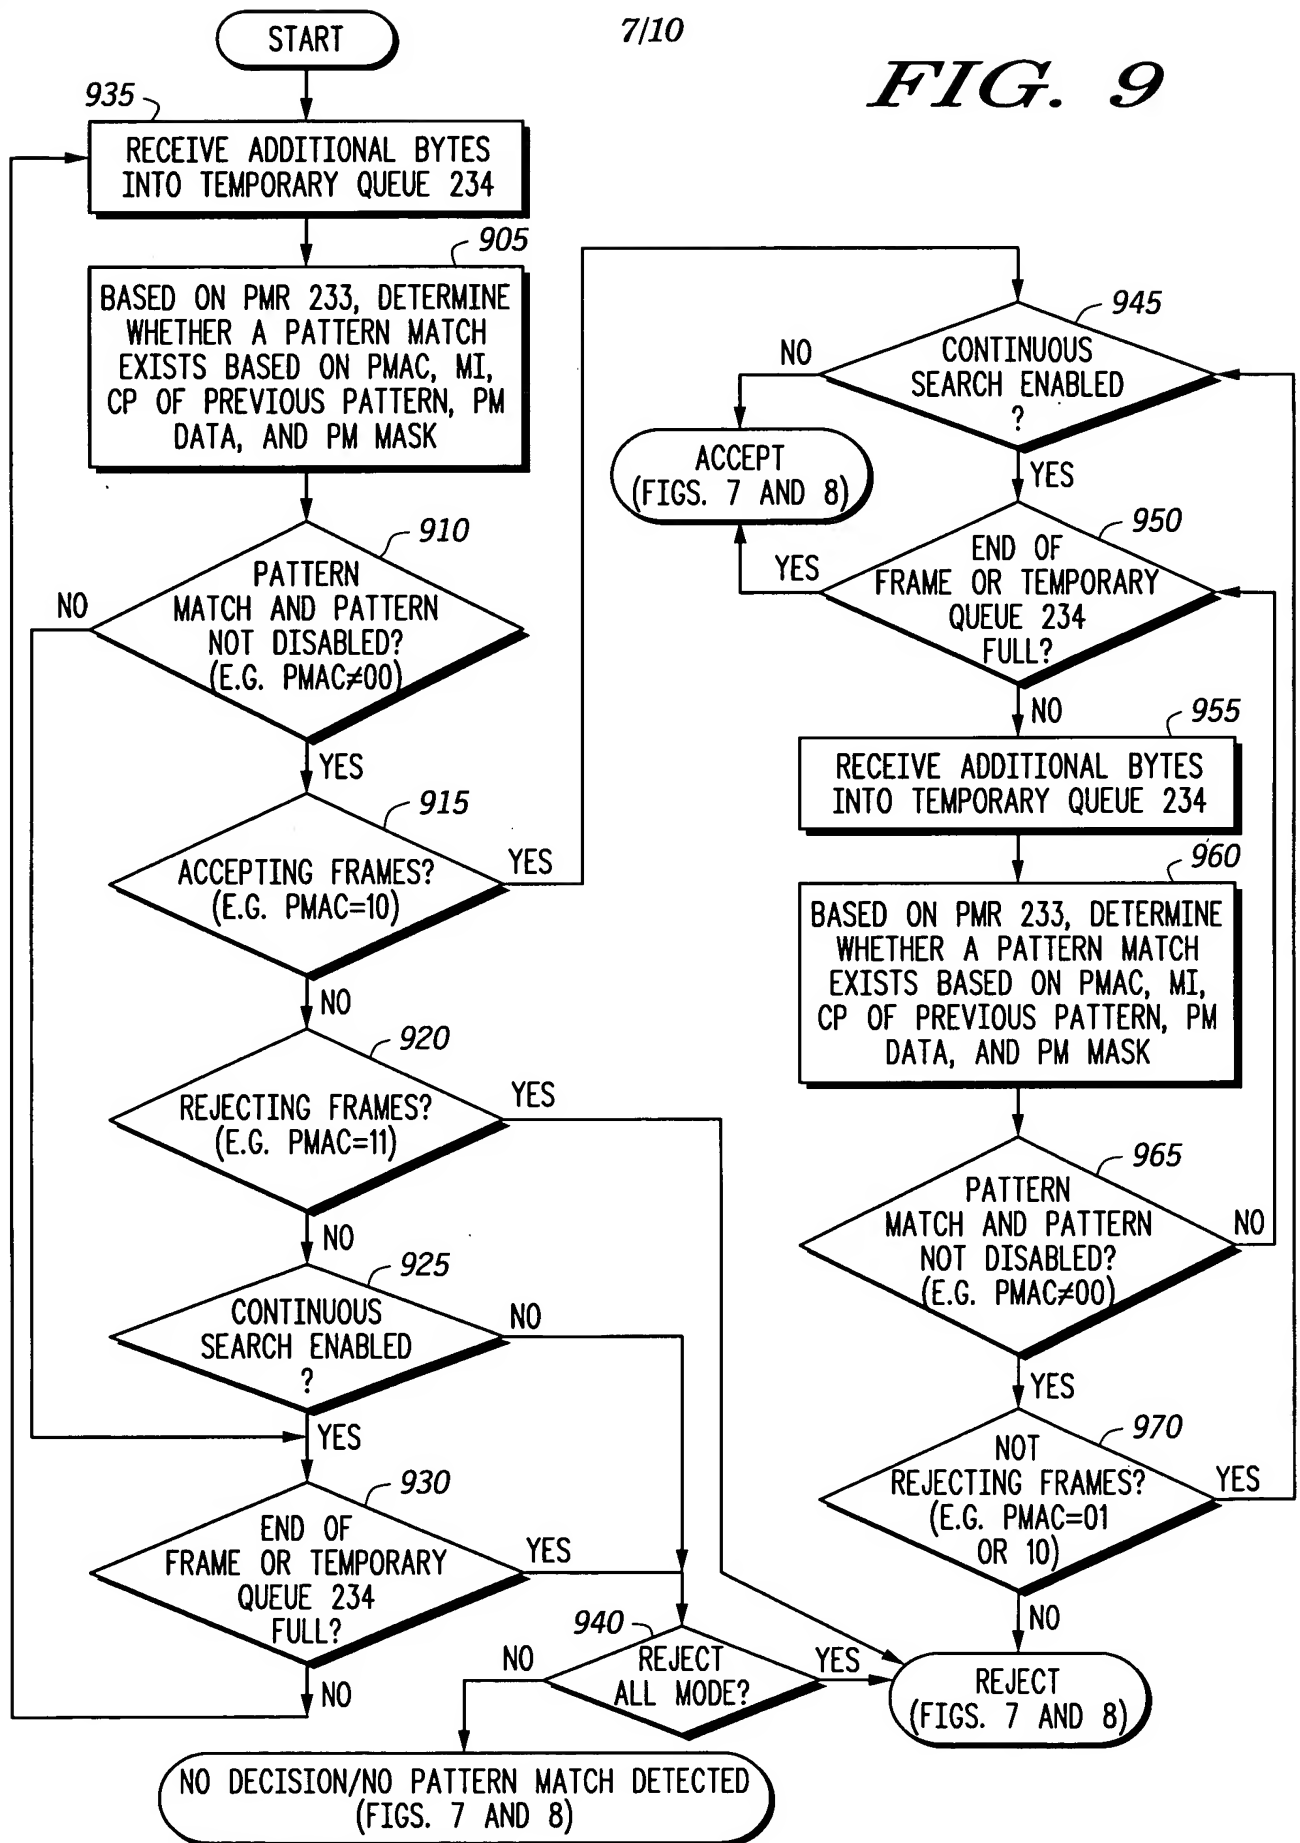 7/10
FIG. 9
START
935
RECEIVE ADDITIONAL BYTES
INTO TEMPORARY QUEUE 234
905
BASED ON PMR 233, DETERMINE
WHETHER A PATTERN MATCH
EXISTS BASED ON PMAC, MI,
CP OF PREVIOUS PATTERN, PM
DATA, AND PM MASK
910
PATTERN
MATCH AND PATTERN
NOT DISABLED?
(E.G. PMAC≠00)
NO
YES
915
ACCEPTING FRAMES?
(E.G. PMAC=10)
YES
NO
920
REJECTING FRAMES?
(E.G. PMAC=11)
YES
NO
925
CONTINUOUS
SEARCH ENABLED
?
NO
YES
930
END OF
FRAME OR TEMPORARY
QUEUE 234
FULL?
YES
NO
940
REJECT
ALL MODE?
NO
YES
NO DECISION/NO PATTERN MATCH DETECTED
(FIGS. 7 AND 8)
945
CONTINUOUS
SEARCH ENABLED
?
NO
YES
ACCEPT
(FIGS. 7 AND 8)
950
END OF
FRAME OR TEMPORARY
QUEUE 234
FULL?
YES
NO
955
RECEIVE ADDITIONAL BYTES
INTO TEMPORARY QUEUE 234
960
BASED ON PMR 233, DETERMINE
WHETHER A PATTERN MATCH
EXISTS BASED ON PMAC, MI,
CP OF PREVIOUS PATTERN, PM
DATA, AND PM MASK
965
PATTERN
MATCH AND PATTERN
NOT DISABLED?
(E.G. PMAC≠00)
NO
YES
970
NOT
REJECTING FRAMES?
(E.G. PMAC=01
OR 10)
YES
NO
REJECT
(FIGS. 7 AND 8)